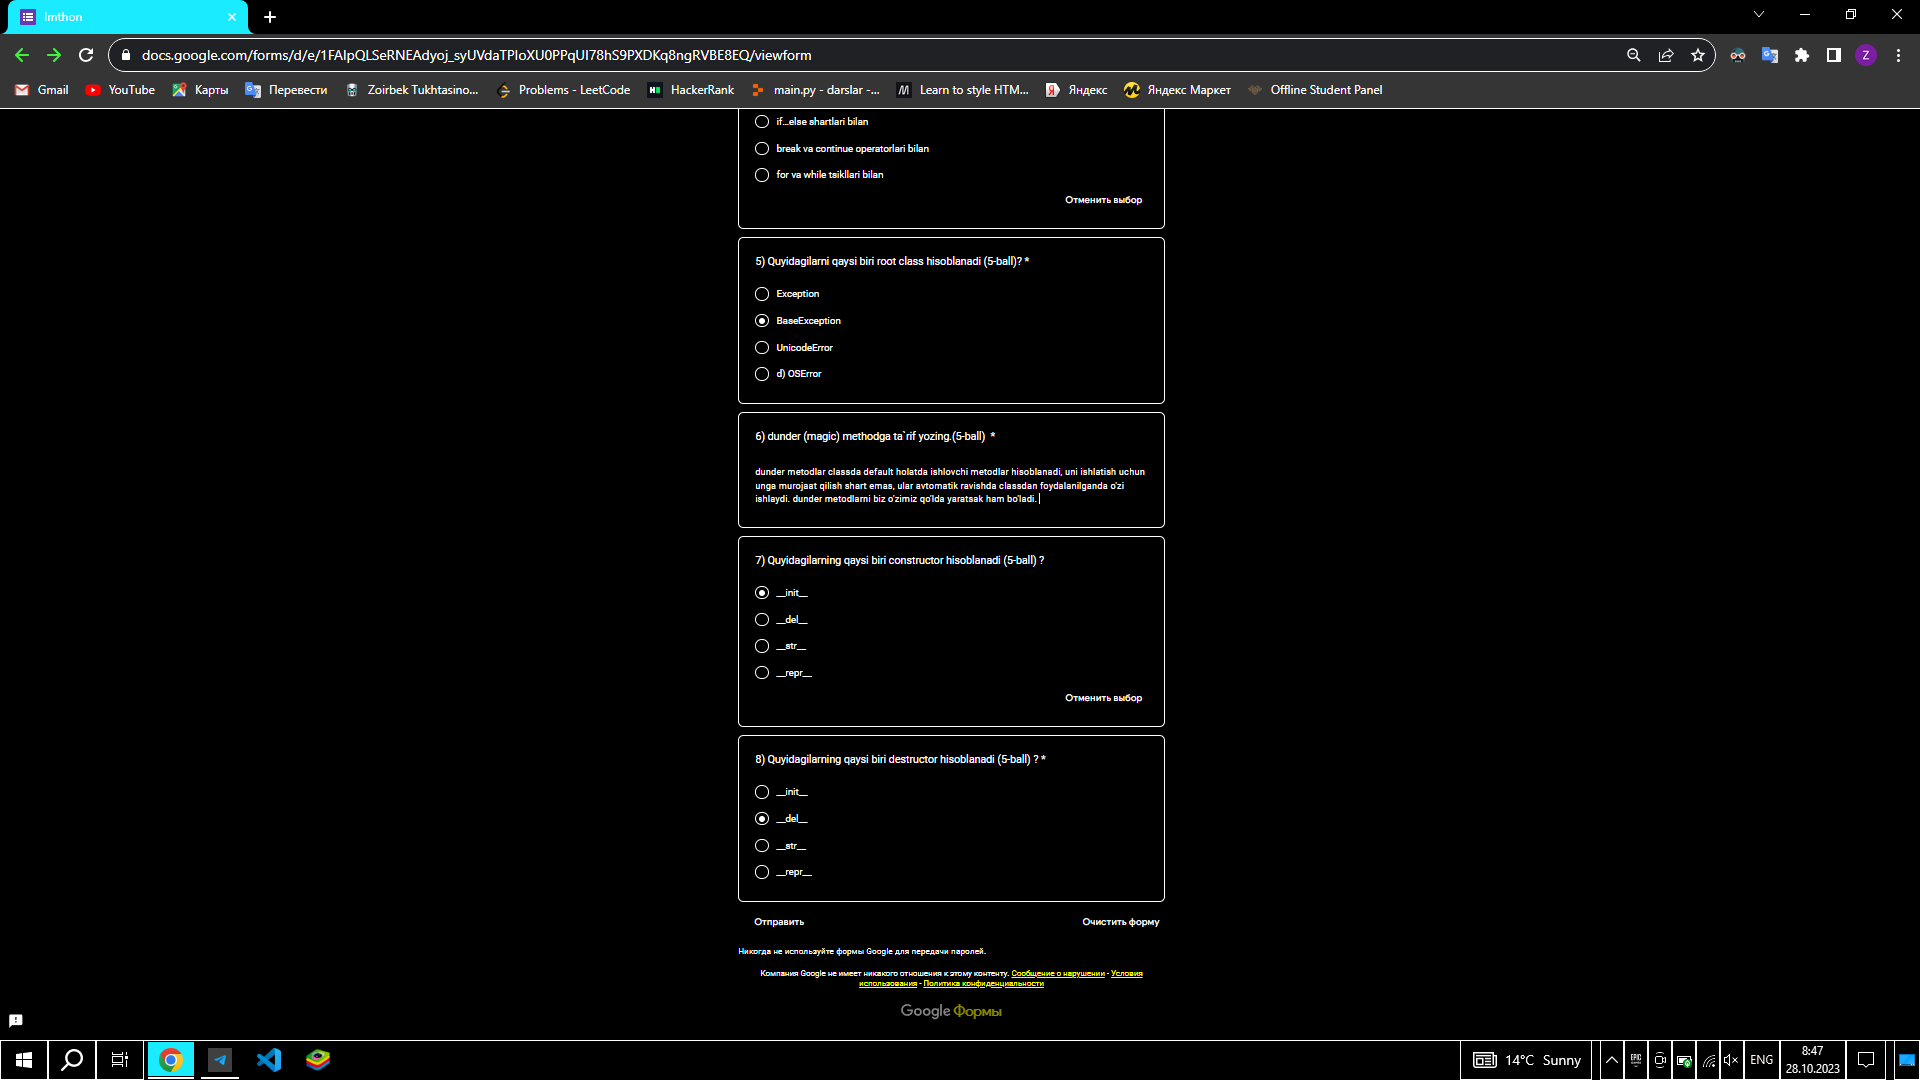 Imthon
docs.google.com/forms/d/e/1FAIpQLSeRNEAdyoj_syUVdaTPIoXU0PPqUI78hS9PXDKq8ngRVBE8EQ/viewform
Z
Gmail YouTube Карты Перевести Zoirbek Tukhtasino... Problems - LeetCode HackerRank main.py - darslar -... Learn to style HTM... Яндекс Яндекс Маркет Offline Student Panel
if...else shartlari bilan
break va continue operatorlari bilan
for va while tsikllari bilan
Отменить выбор
5) Quyidagilarni qaysi biri root class hisoblanadi (5-ball)? *
Exception
BaseException
UnicodeError
d) OSError
6) dunder (magic) methodga ta`rif yozing.(5-ball) *
dunder metodlar classda default holatda ishlovchi metodlar hisoblanadi, uni ishlatish uchun
unga murojaat qilish shart emas, ular avtomatik ravishda classdan foydalanilganda o'zi
ishlaydi. dunder metodlarni biz o'zimiz qo'lda yaratsak ham bo'ladi.
7) Quyidagilarning qaysi biri constructor hisoblanadi (5-ball) ?
__init__
__del__
__str__
__repr__
Отменить выбор
8) Quyidagilarning qaysi biri destructor hisoblanadi (5-ball) ? *
__init__
__del__
__str__
__repr__
Отправить Очистить форму
Никогда не используйте формы Google для передачи паролей.
Компания Google не имеет никакого отношения к этому контенту. Сообщение о нарушении - Условия
использования - Политика конфиденциальности
Google Формы
14°C Sunny
ENG
8:47
28.10.2023